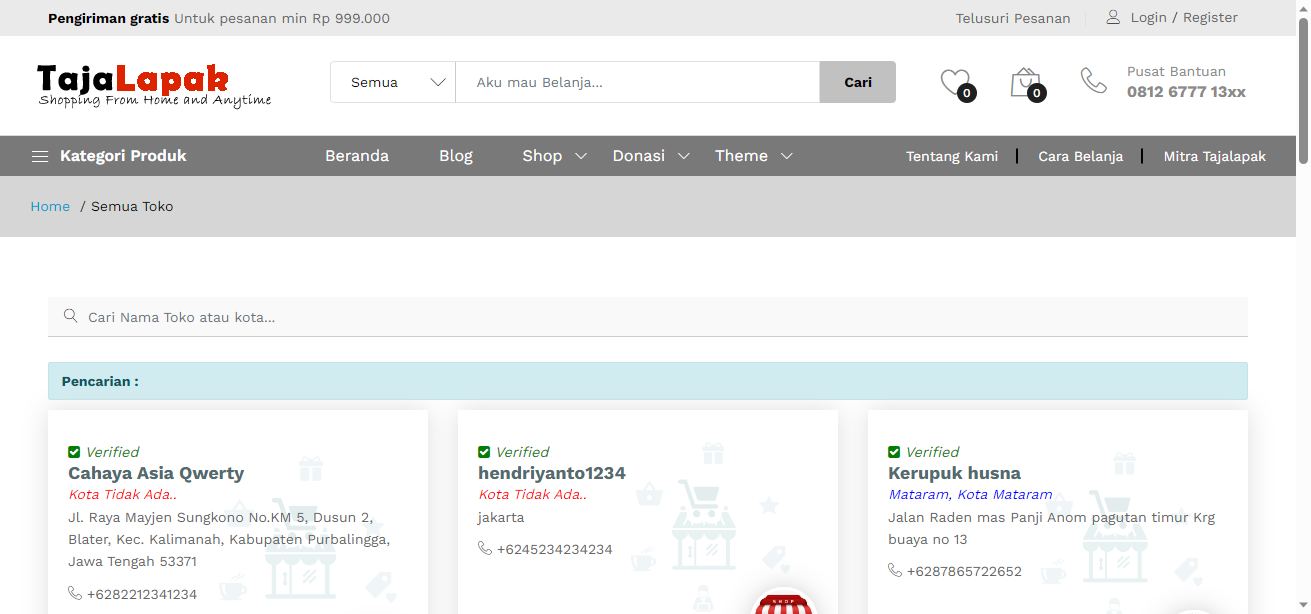 Pengiriman gratis Untuk pesanan min Rp 999.000
Telusuri Pesanan
Login / Register
TajaLapak
Shopping From Home and Anytime
Semua
Aku mau Belanja...
Cari
0
0
Pusat Bantuan
0812 6777 13xx
Kategori Produk
Beranda
Blog
Shop
Donasi
Theme
Tentang Kami
Cara Belanja
Mitra Tajalapak
Home / Semua Toko
Cari Nama Toko atau kota...
Pencarian :
Verified
Cahaya Asia Qwerty
Kota Tidak Ada..
Jl. Raya Mayjen Sungkono No.KM 5, Dusun 2,
Blater, Kec. Kalimanah, Kabupaten Purbalingga,
Jawa Tengah 53371
+6282212341234
Verified
hendriyanto1234
Kota Tidak Ada..
jakarta
+6245234234234
SHOP
Verified
Kerupuk husna
Mataram, Kota Mataram
Jalan Raden mas Panji Anom pagutan timur Krg
buaya no 13
+6287865722652